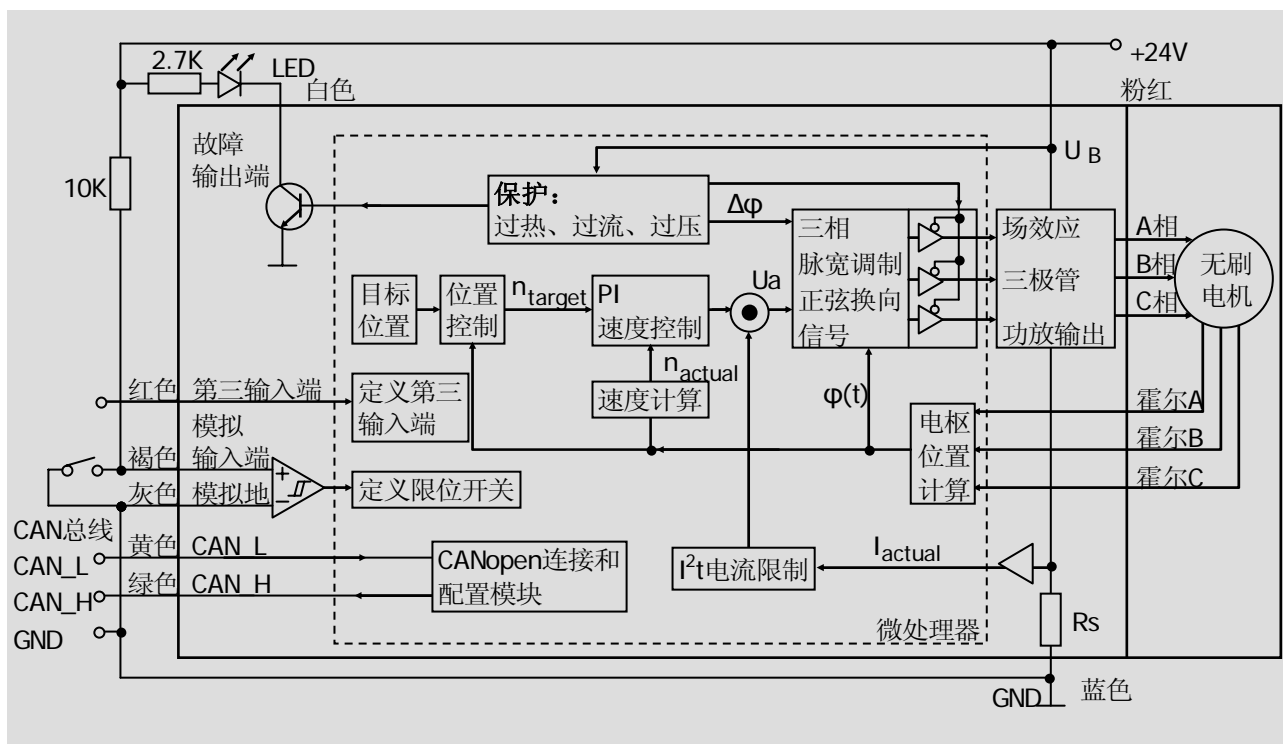 +24V
2.7K
LED
白色
粉红
故障
输出端
10K
U B
保护:
过热、过流、过压
Δφ
三相
脉宽调制
正弦换向
信号
场效应
三极管
功放输出
A相
B相
C相
无刷
电机
目标
位置
位置
控制
n target
PI
速度控制
Ua
n actual
速度计算
φ(t)
红色 第三输入端
定义第三
输入端
模拟
褐色 输入端
灰色 模拟地
定义限位开关
电枢
位置
计算
霍尔A
霍尔B
霍尔C
CAN总线
CAN_L
黄色 CAN_L
CAN_H
绿色 CAN_H
GND
CANopen连接和
配置模块
I²t电流限制
I actual
微处理器
Rs
GND
蓝色